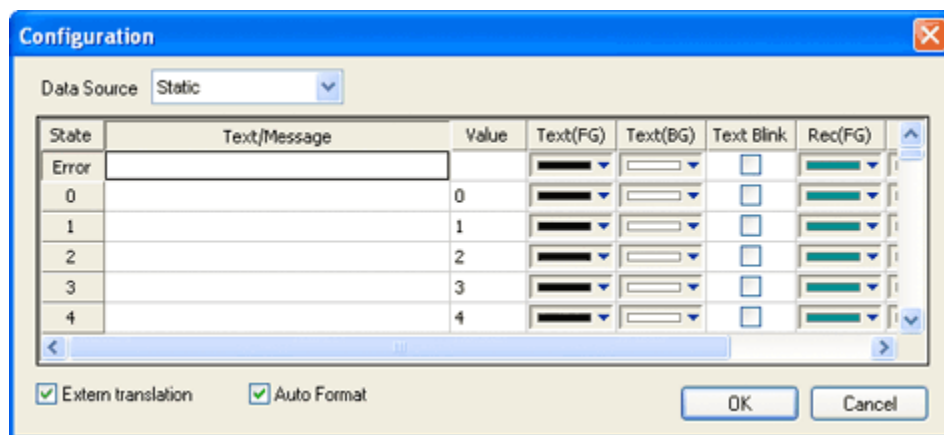 Configuration
Data Source Static
State Text/Message Value Text(FG) Text(BG) Text Blink Rec(FG)
Error
0 0
1 1
2 2
3 3
4 4
Extern translation Auto Format OK Cancel